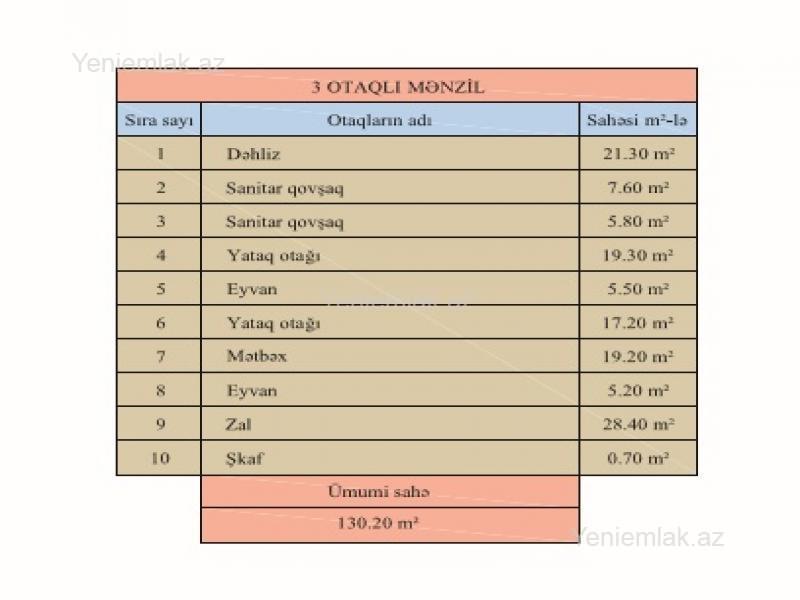 Yeniemlak.az
3 OTAQLI MƏNZİL
Sıra sayı Otaqların adı Sahəsi m²-lə
1 Dəhliz 21.30 m²
2 Sanitar qovşaq 7.60 m²
3 Sanitar qovşaq 5.80 m²
4 Yataq otağı 19.30 m²
5 Eyvan 5.50 m²
Yeniemlak.az
6 Yataq otağı 17.20 m²
7 Mətbəx 19.20 m²
8 Eyvan 5.20 m²
9 Zal 28.40 m²
10 Şkaf 0.70 m²
Ümumi sahə
130.20 m²
Yeniemlak.az